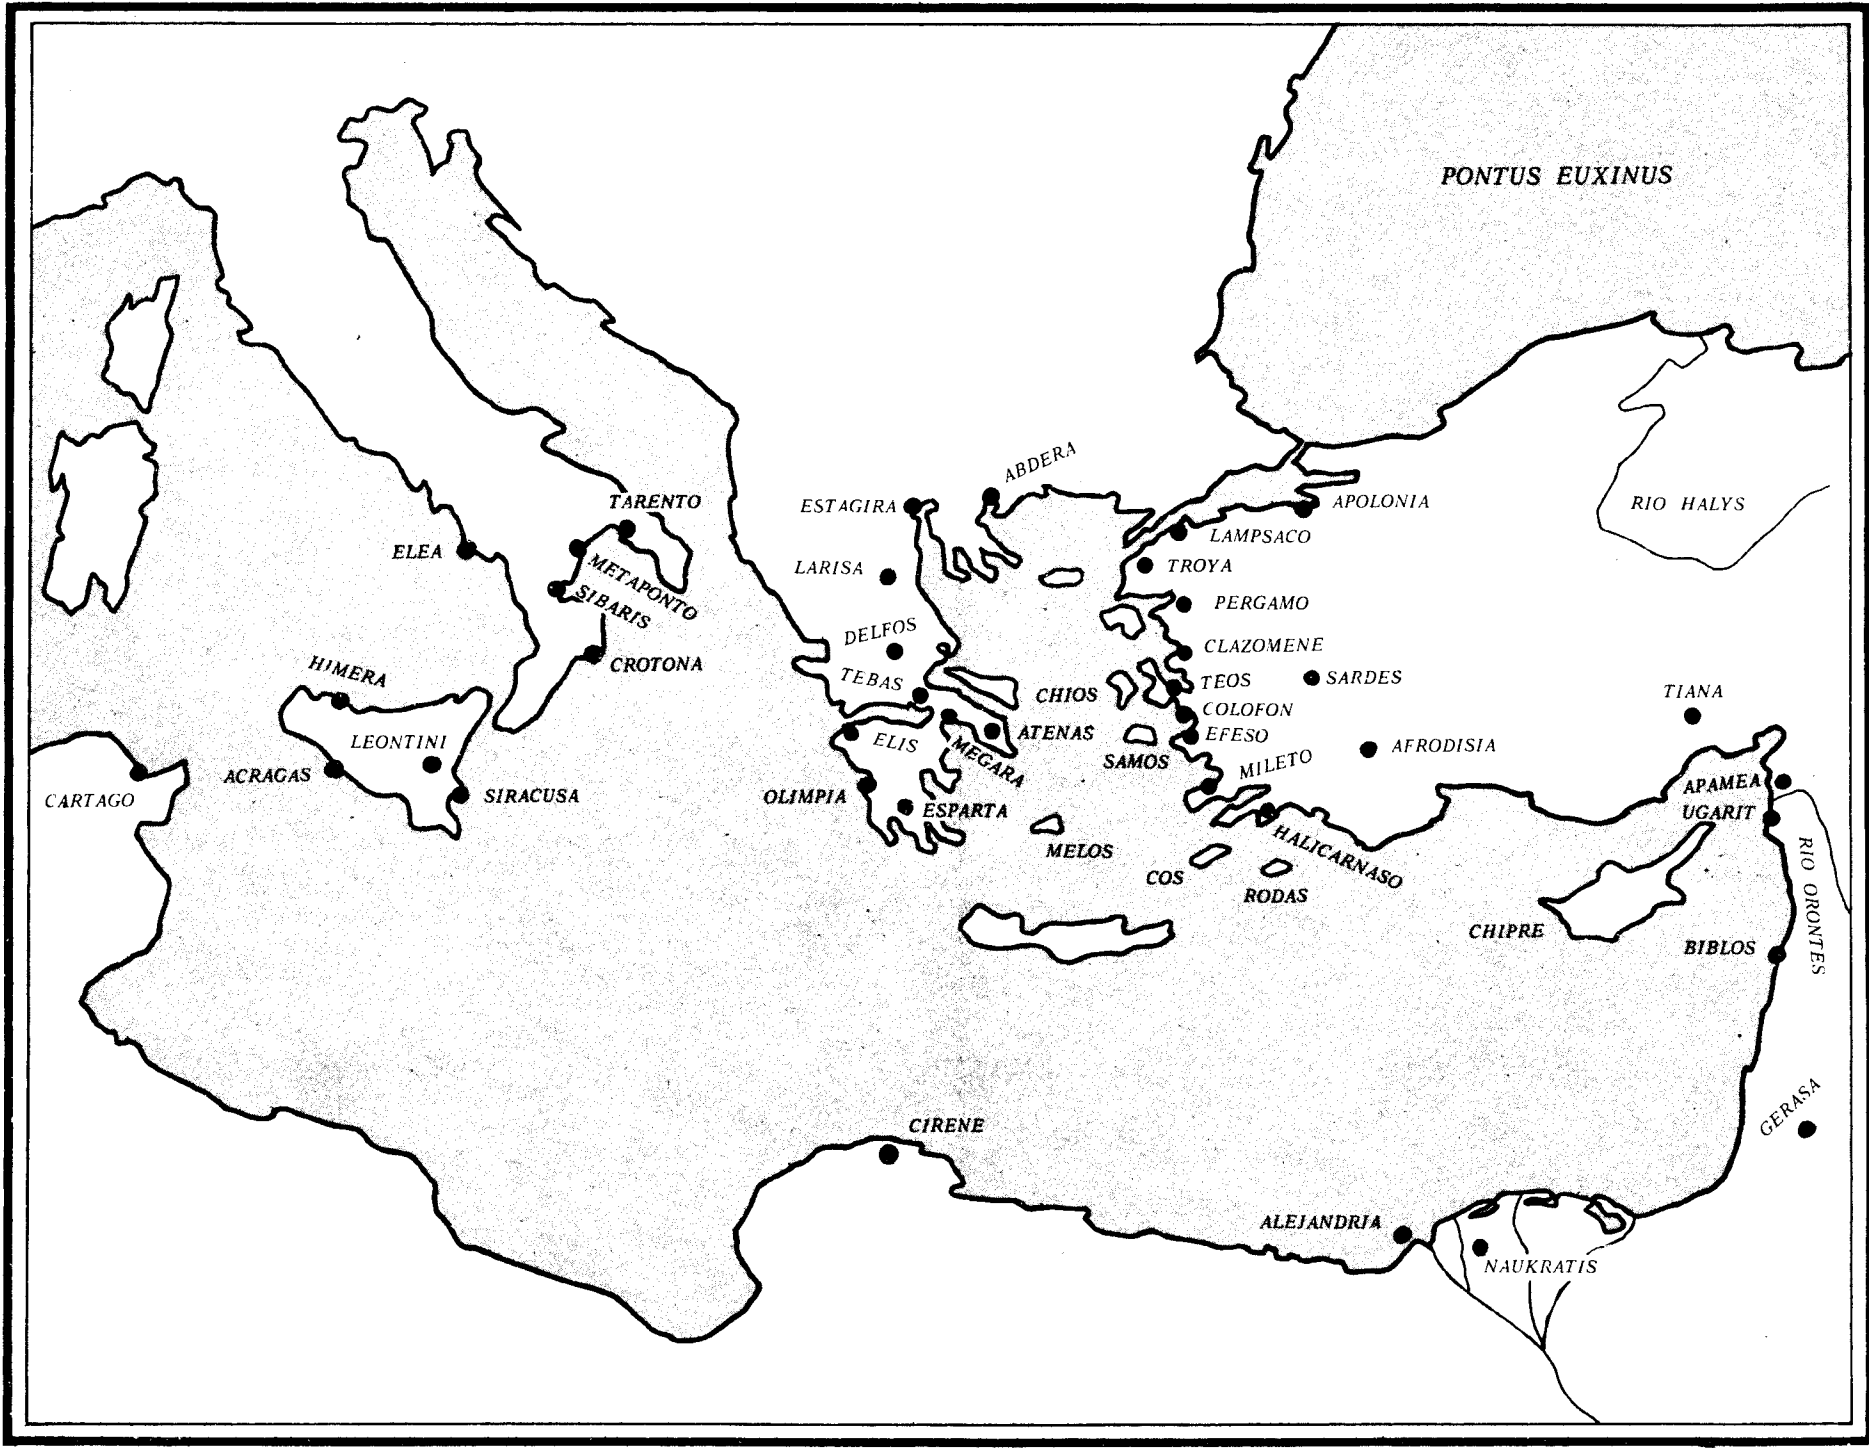 PONTUS EUXINUS
ABDERA
ESTAGIRA
TARENTO
APOLONIA
RIO HALYS
LAMPSACO
ELEA
METAPONTO
LARISA
TROYA
SIBARIS
PERGAMO
DELFOS
CLAZOMENE
CROTONA
HIMERA
TEBAS
TEOS
SARDES
CHIOS
TIANA
COLOFON
LEONTINI
ELIS
ATENAS
EFESO
AFRODISIA
MEGARA
SAMOS
MILETO
ACRAGAS
CARTAGO
SIRACUSA
OLIMPIA
ESPARTA
APAMEA
UGARIT
MELOS
HALICARNASO
COS
RODAS
RIO ORONTES
CHIPRE
BIBLOS
GERASA
CIRENE
ALEJANDRIA
NAUKRATIS